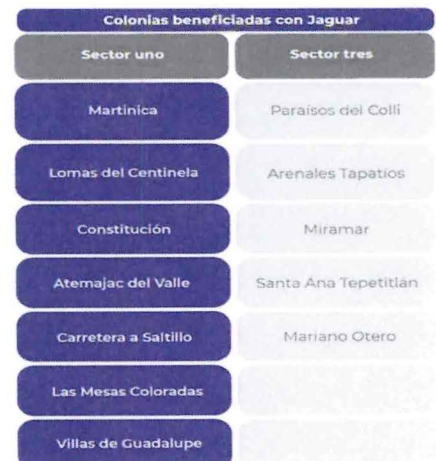 Colonias beneficiadas con Jaguar
Sector uno Sector tres
Martinica Paraísos del Colli
Lomas del Centinela Arenales Tapatios
Constitución Miramar
Atemajac del Valle Santa Ana Tepetitlán
Carretera a Saltillo Mariano Otero
Las Mesas Coloradas
Villas de Guadalupe